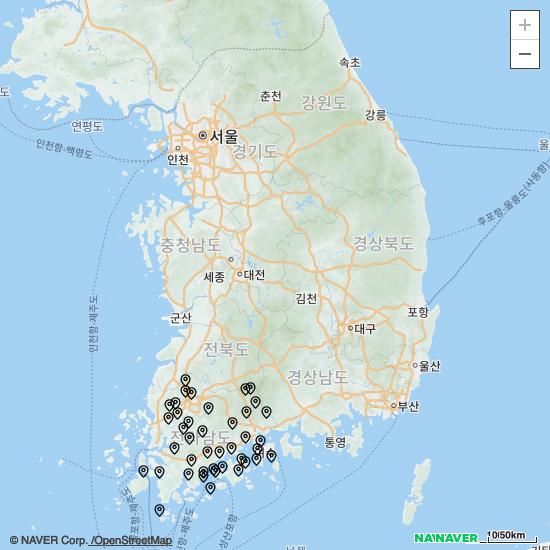 +
−
속초
춘천
강원도
강릉
도
연평도
서울
울
인천항-백령도
인천
경기도
후포항-울릉도(사동항)
충청남도
경상북도
세종
대전
김천
인천항-제주도
군산
포항
대구
전북도
울산
경상남도
부산
통영
© NAVER Corp. /OpenStreetMap
NAVER
10/50km